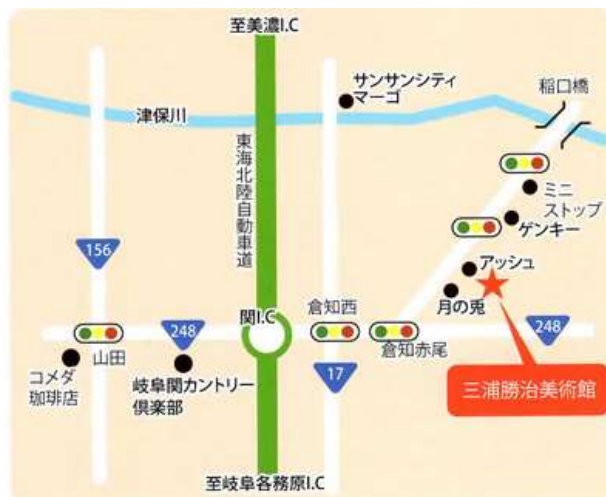 至美濃I.C
サンサンシティ
マーゴ
稲口橋
津保川
東海北陸自動車道
ミニ
ストップ
ゲンキー
156
アッシュ
月の兎
関I.C
倉知西
248
248
山田
倉知赤尾
コメダ
珈琲店
岐阜関カントリー
倶楽部
17
三浦勝治美術館
至岐阜各務原I.C